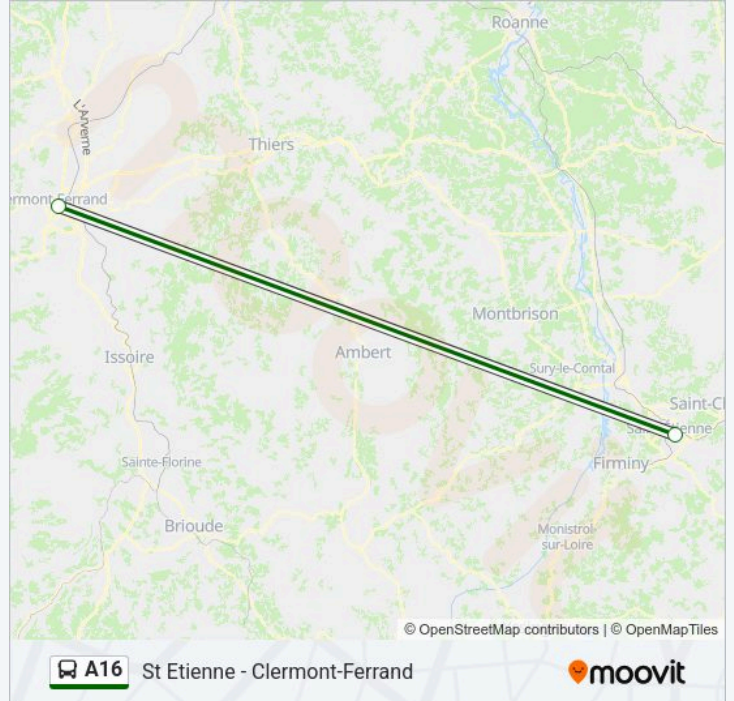 Roanne
L'Arverne
Thiers
ermont-Ferrand
Montbrison
Ambert
Issoire
Sury-le-Comtal
Saint-Cl
Saint-Étienne
Sainte-Florine
Firminy
Brioude
Monistrol-
sur-Loire
© OpenStreetMap contributors | © OpenMapTiles
A16 St Etienne - Clermont-Ferrand moovit